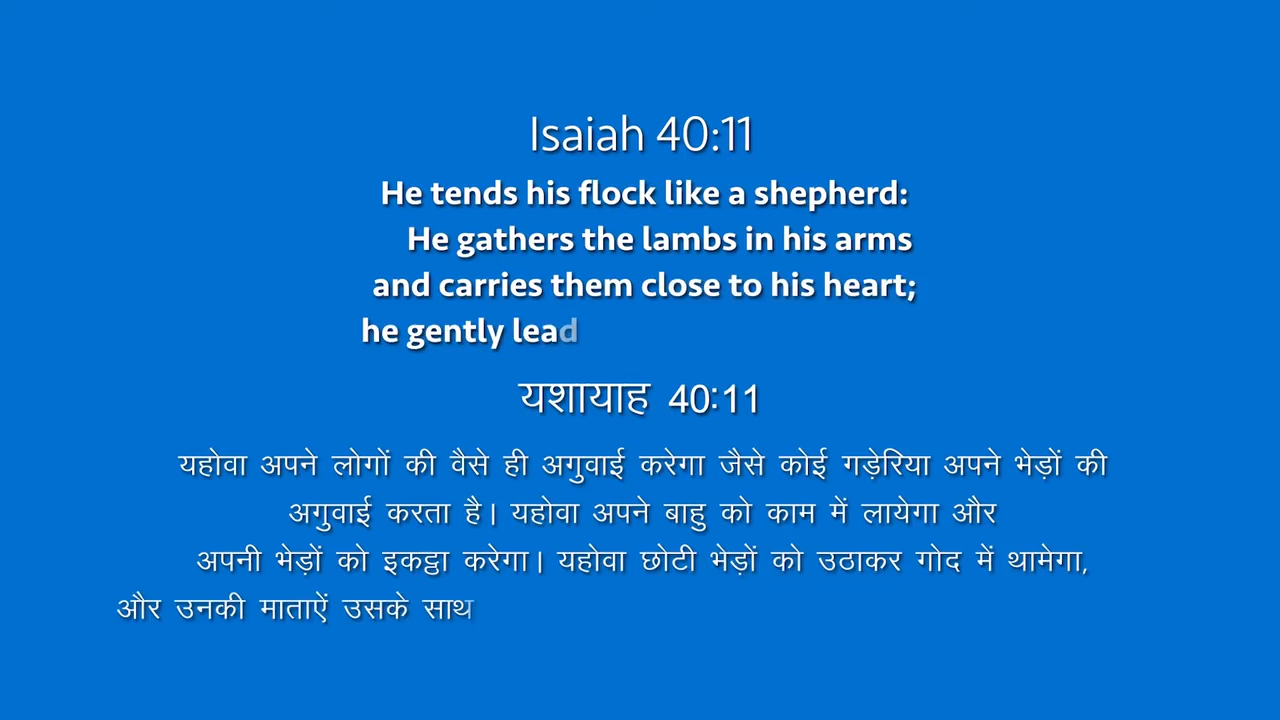 Isaiah 40:11
He tends his flock like a shepherd:
He gathers the lambs in his arms
and carries them close to his heart;
he gently lead
यशायाह 40:11
यहोवा अपने लोगों की वैसे ही अगुवाई करेगा जैसे कोई गड़ेरिया अपने भेड़ों की
अगुवाई करता है। यहोवा अपने बाहु को काम में लायेगा और
अपनी भेड़ों को इकट्ठा करेगा। यहोवा छोटी भेड़ों को उठाकर गोद में थामेगा,
और उनकी माताऐं उसके साथ